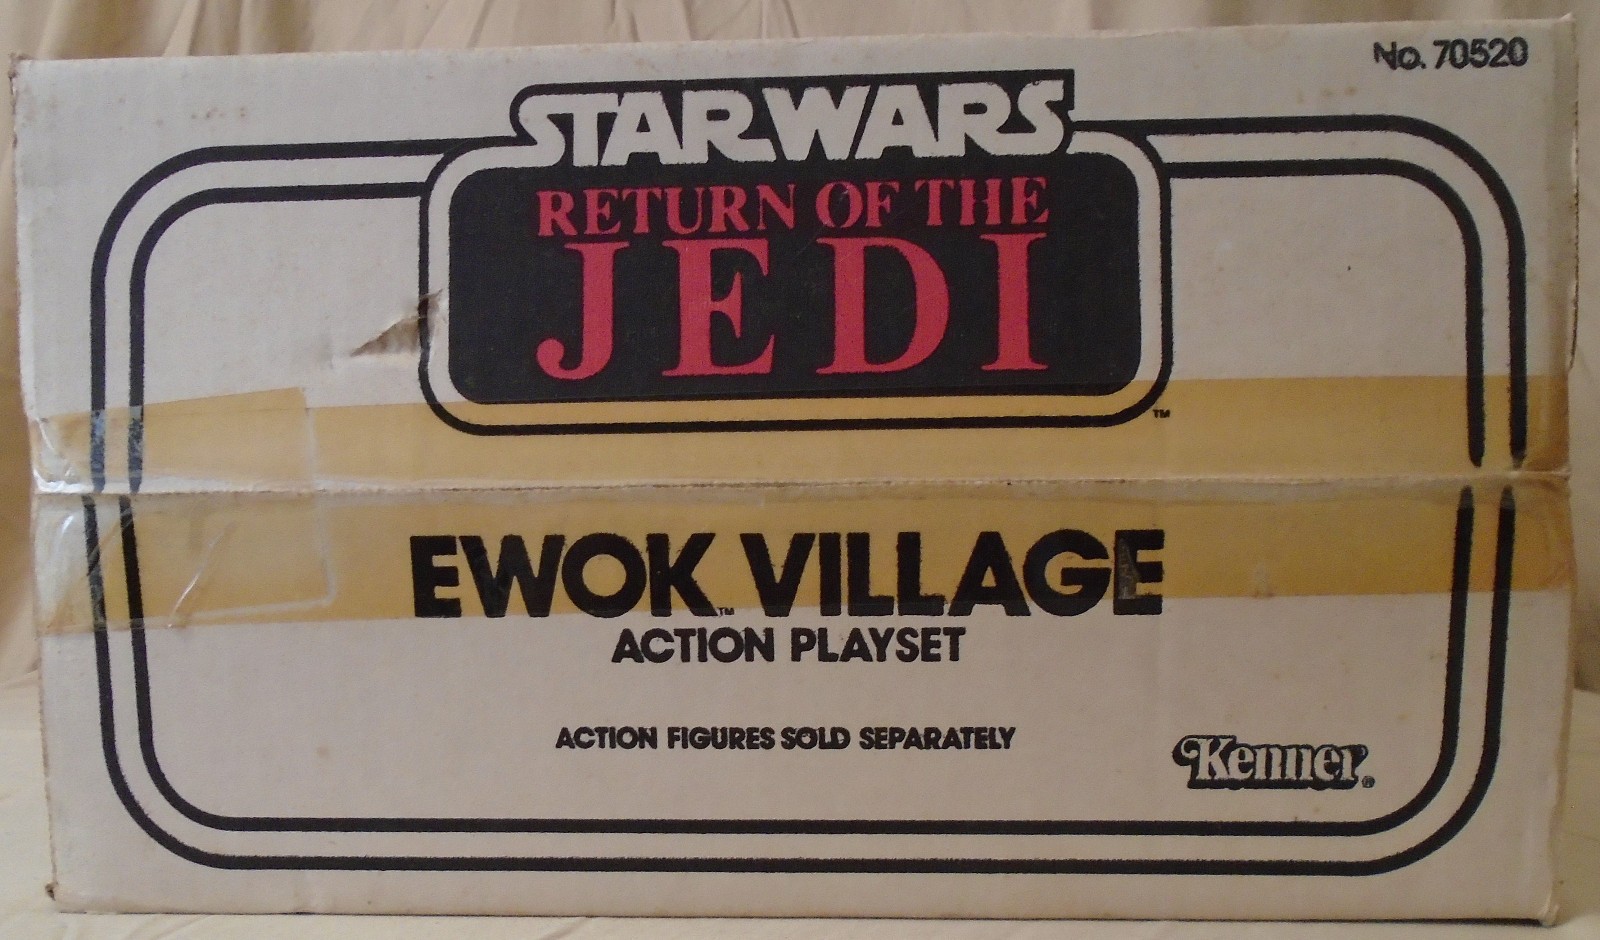 No. 70520
STAR WARS
RETURN OF THE
JEDI
TM
EWOK™ VILLAGE
ACTION PLAYSET
ACTION FIGURES SOLD SEPARATELY
Kenner®